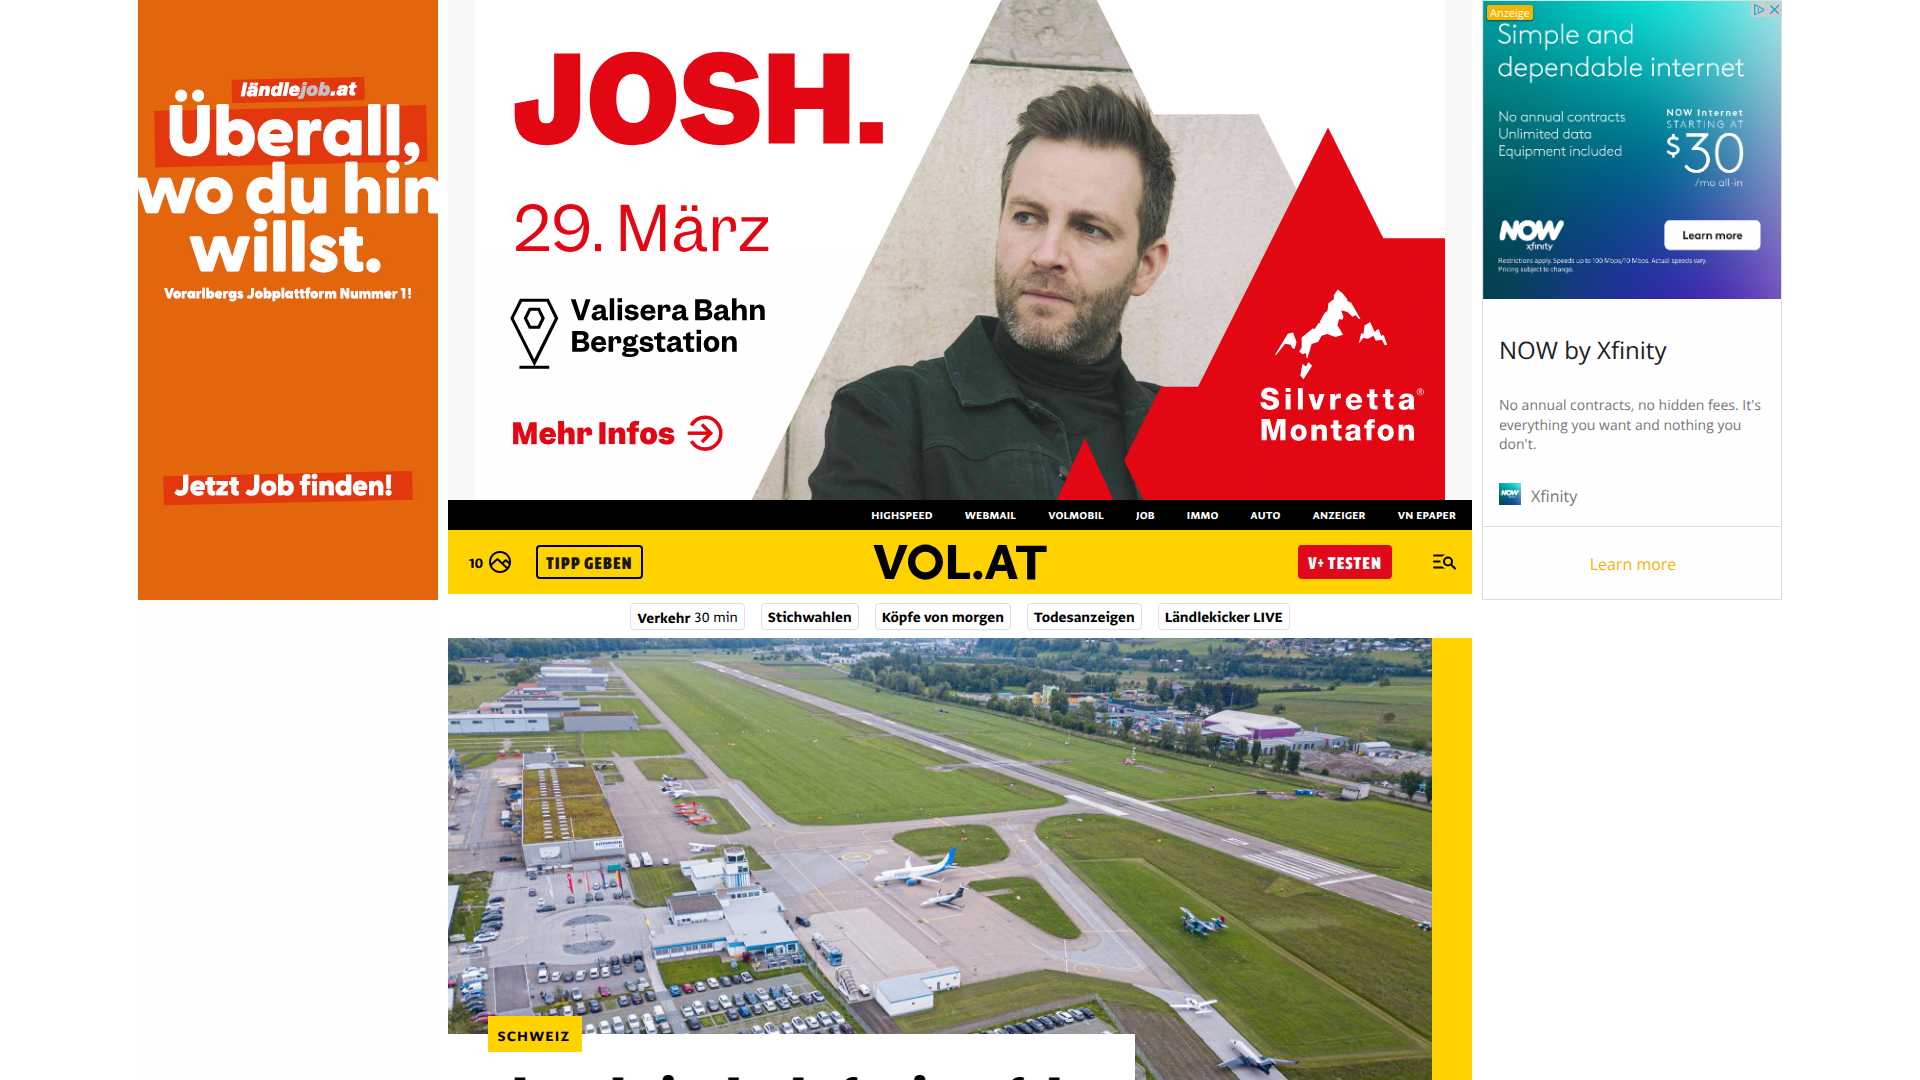 ländlejob.at
Überall,
wo du hin
willst.
Vorarlbergs Jobplattform Nummer 1!
Jetzt Job finden!
JOSH.
29. März
Valisera Bahn
Bergstation
Mehr Infos
Silvretta®
Montafon
Anzeige
Simple and
dependable internet
No annual contracts
Unlimited data
Equipment included
NOW Internet
STARTING AT
$30
/mo all-in
NOW
xfinity
Learn more
Restrictions apply. Speeds up to 100 Mbps/10 Mbps. Actual speeds vary.
Pricing subject to change.
NOW by Xfinity
No annual contracts, no hidden fees. It's
everything you want and nothing you
don't.
NOW
Xfinity
Learn more
HIGHSPEED WEBMAIL VOLMOBIL JOB IMMO AUTO ANZEIGER VN EPAPER
10 TIPP GEBEN VOL.AT V+ TESTEN
Verkehr 30 min Stichwahlen Köpfe von morgen Todesanzeigen Ländlekicker LIVE
SCHWEIZ